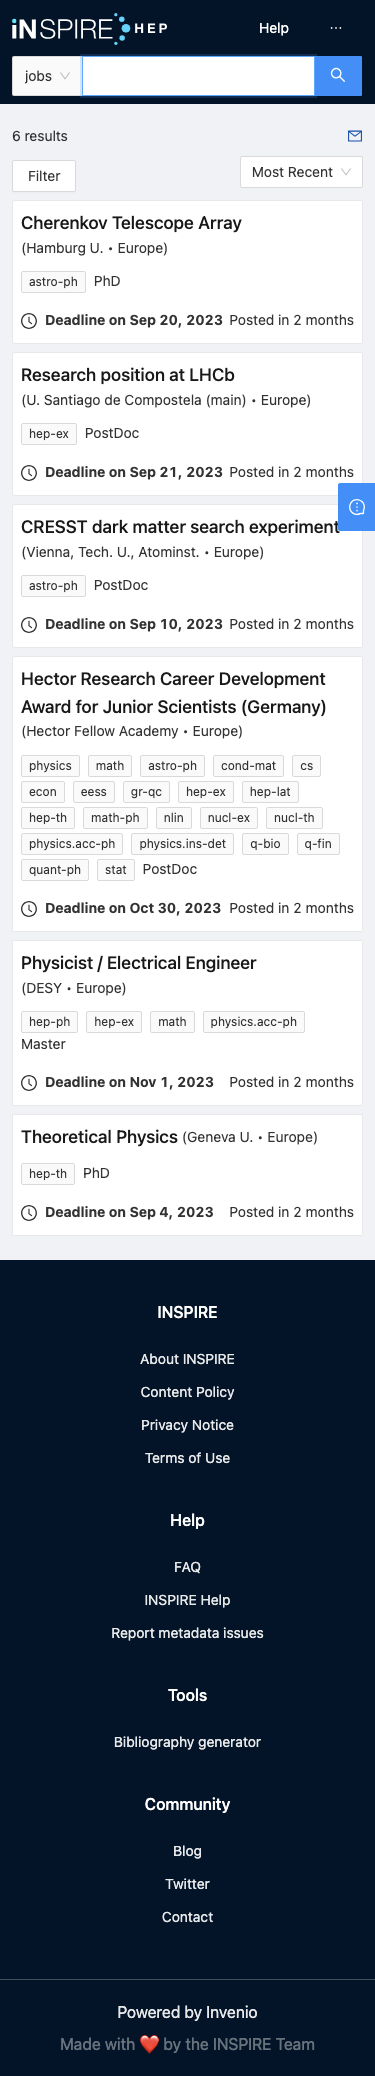 iNSPIRE HEP
Help
···
jobs
6 results
Filter
Most Recent
Cherenkov Telescope Array
(Hamburg U. • Europe)
astro-ph PhD
Deadline on Sep 20, 2023 Posted in 2 months
Research position at LHCb
(U. Santiago de Compostela (main) • Europe)
hep-ex PostDoc
Deadline on Sep 21, 2023 Posted in 2 months
CRESST dark matter search experiment
(Vienna, Tech. U., Atominst. • Europe)
astro-ph PostDoc
Deadline on Sep 10, 2023 Posted in 2 months
Hector Research Career Development
Award for Junior Scientists (Germany)
(Hector Fellow Academy • Europe)
physics math astro-ph cond-mat cs
econ eess gr-qc hep-ex hep-lat
hep-th math-ph nlin nucl-ex nucl-th
physics.acc-ph physics.ins-det q-bio q-fin
quant-ph stat PostDoc
Deadline on Oct 30, 2023 Posted in 2 months
Physicist / Electrical Engineer
(DESY • Europe)
hep-ph hep-ex math physics.acc-ph
Master
Deadline on Nov 1, 2023 Posted in 2 months
Theoretical Physics (Geneva U. • Europe)
hep-th PhD
Deadline on Sep 4, 2023 Posted in 2 months
INSPIRE
About INSPIRE
Content Policy
Privacy Notice
Terms of Use
Help
FAQ
INSPIRE Help
Report metadata issues
Tools
Bibliography generator
Community
Blog
Twitter
Contact
Powered by Invenio
Made with ❤️ by the INSPIRE Team